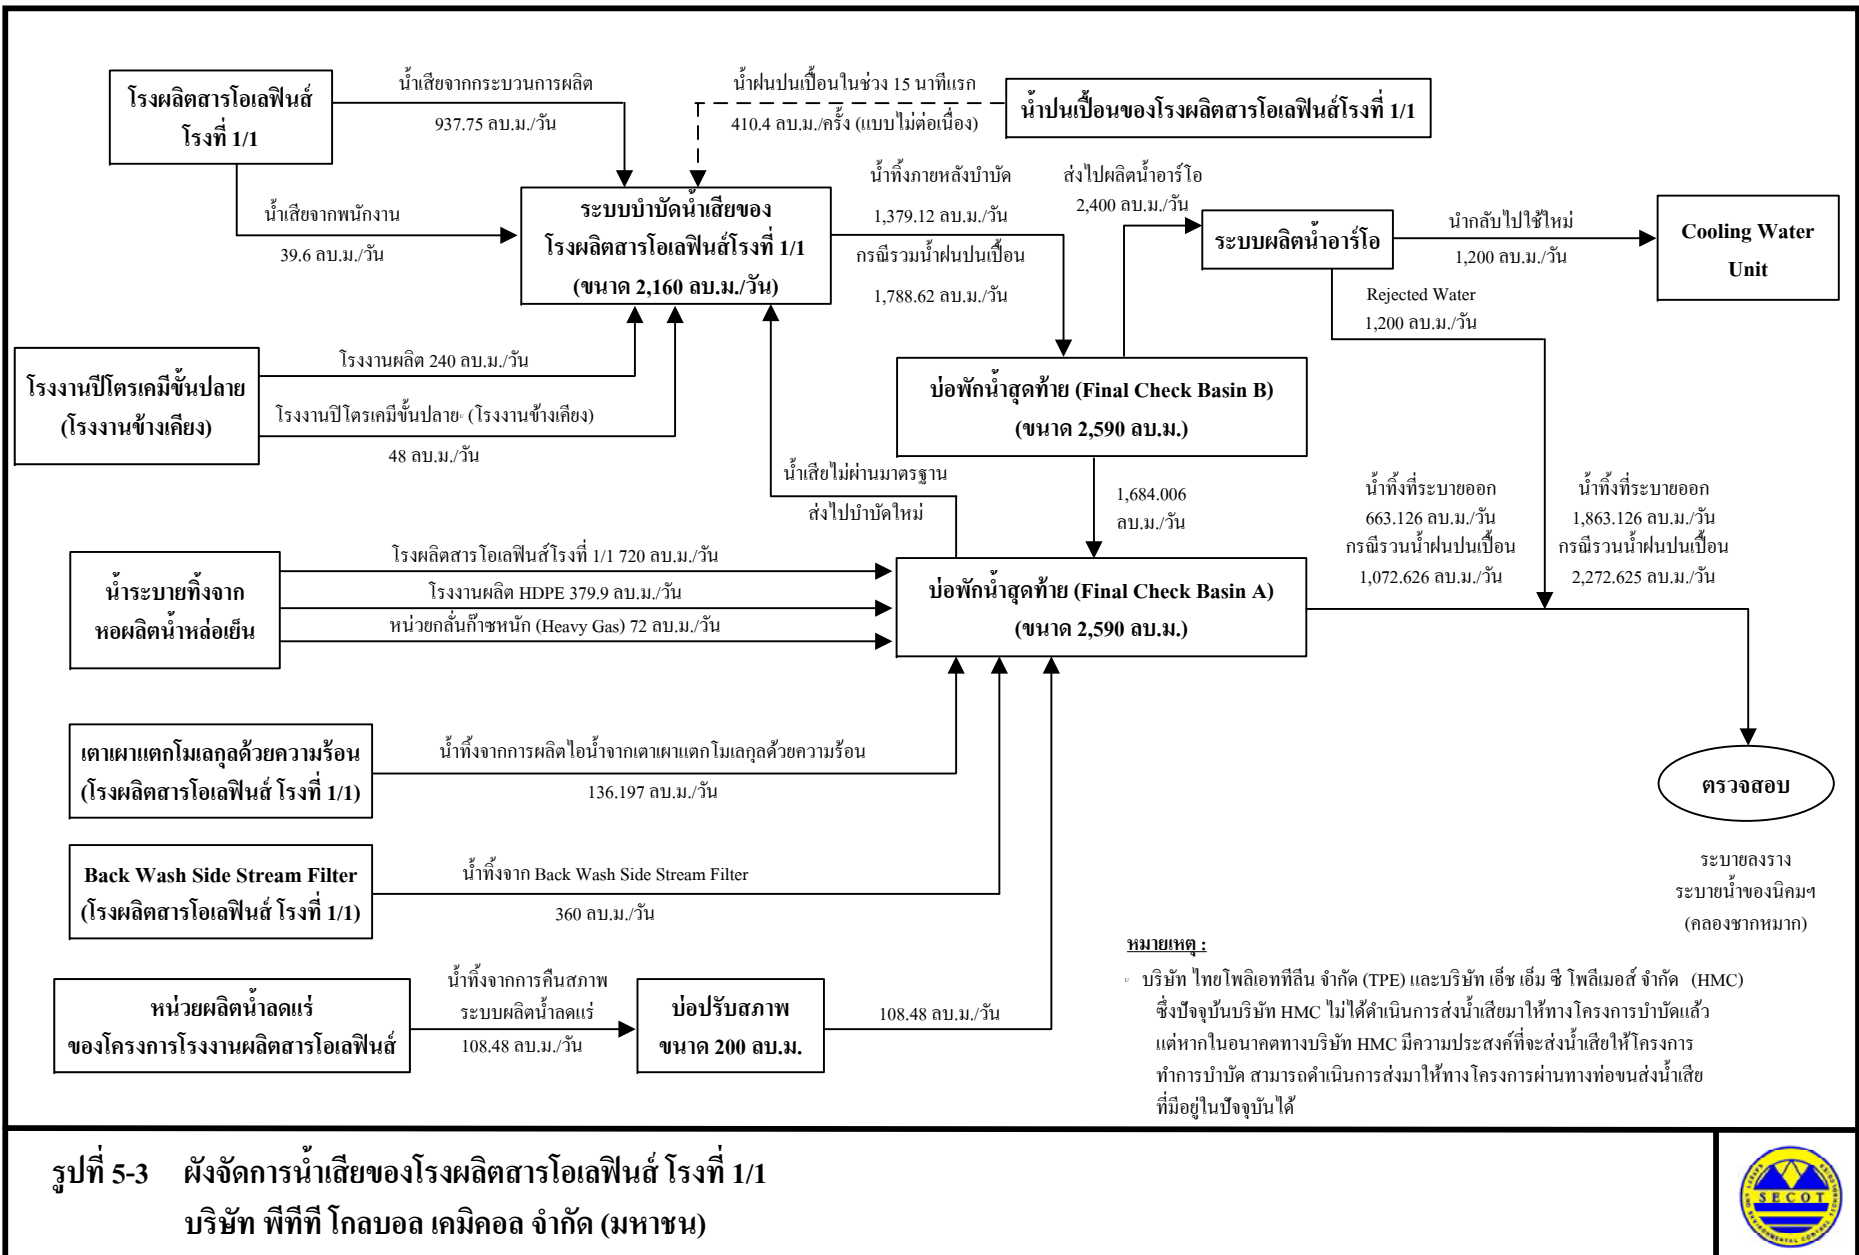 โรงผลิตสารโอเลฟินส์
โรงที่ 1/1
น้ำเสียจากกระบวนการผลิต
937.75 ลบ.ม./วัน
น้ำฝนปนเปื้อนในช่วง 15 นาทีแรก
410.4 ลบ.ม./ครั้ง (แบบไม่ต่อเนื่อง)
น้ำปนเปื้อนของโรงผลิตสารโอเลฟินส์โรงที่ 1/1
น้ำเสียจากพนักงาน
39.6 ลบ.ม./วัน
ระบบบำบัดน้ำเสียของ
โรงผลิตสารโอเลฟินส์โรงที่ 1/1
(ขนาด 2,160 ลบ.ม./วัน)
น้ำทิ้งภายหลังบำบัด
1,379.12 ลบ.ม./วัน
กรณีรวมน้ำฝนปนเปื้อน
1,788.62 ลบ.ม./วัน
ส่งไปผลิตน้ำอาร์โอ
2,400 ลบ.ม./วัน
ระบบผลิตน้ำอาร์โอ
นำกลับไปใช้ใหม่
1,200 ลบ.ม./วัน
Cooling Water
Unit
Rejected Water
1,200 ลบ.ม./วัน
โรงงานปิโตรเคมีขั้นปลาย
(โรงงานข้างเคียง)
โรงงานผลิต 240 ลบ.ม./วัน
โรงงานปิโตรเคมีขั้นปลาย (โรงงานข้างเคียง)
48 ลบ.ม./วัน
บ่อพักน้ำสุดท้าย (Final Check Basin B)
(ขนาด 2,590 ลบ.ม.)
น้ำเสียไม่ผ่านมาตรฐาน
ส่งไปบำบัดใหม่
1,684.006
ลบ.ม./วัน
น้ำทิ้งที่ระบายออก
663.126 ลบ.ม./วัน
กรณีรวนน้ำฝนปนเปื้อน
1,072.626 ลบ.ม./วัน
น้ำทิ้งที่ระบายออก
1,863.126 ลบ.ม./วัน
กรณีรวนน้ำฝนปนเปื้อน
2,272.625 ลบ.ม./วัน
น้ำระบายทิ้งจาก
หอผลิตน้ำหล่อเย็น
โรงผลิตสารโอเลฟินส์โรงที่ 1/1 720 ลบ.ม./วัน
โรงงานผลิต HDPE 379.9 ลบ.ม./วัน
หน่วยกลั่นก๊าซหนัก (Heavy Gas) 72 ลบ.ม./วัน
บ่อพักน้ำสุดท้าย (Final Check Basin A)
(ขนาด 2,590 ลบ.ม.)
เตาเผาแตกโมเลกุลด้วยความร้อน
(โรงผลิตสารโอเลฟินส์ โรงที่ 1/1)
น้ำทิ้งจากการผลิตไอน้ำจากเตาเผาแตกโมเลกุลด้วยความร้อน
136.197 ลบ.ม./วัน
ตรวจสอบ
ระบายลงราง
ระบายน้ำของนิคมฯ
(คลองชากหมาก)
Back Wash Side Stream Filter
(โรงผลิตสารโอเลฟินส์ โรงที่ 1/1)
น้ำทิ้งจาก Back Wash Side Stream Filter
360 ลบ.ม./วัน
หน่วยผลิตน้ำลดแร่
ของโครงการโรงงานผลิตสารโอเลฟินส์
น้ำทิ้งจากการคืนสภาพ
ระบบผลิตน้ำลดแร่
108.48 ลบ.ม./วัน
บ่อปรับสภาพ
ขนาด 200 ลบ.ม.
108.48 ลบ.ม./วัน
หมายเหตุ :
บริษัท ไทยโพลิเอททีลีน จำกัด (TPE) และบริษัท เอ็ช เอ็ม ซี โพลีเมอส์ จำกัด (HMC)
ซึ่งปัจจุบันบริษัท HMC ไม่ได้ดำเนินการส่งน้ำเสียมาให้ทางโครงการบำบัดแล้ว
แต่หากในอนาคตทางบริษัท HMC มีความประสงค์ที่จะส่งน้ำเสียให้โครงการ
ทำการบำบัด สามารถดำเนินการส่งมาให้ทางโครงการผ่านทางท่อขนส่งน้ำเสีย
ที่มีอยู่ในปัจจุบันได้
รูปที่ 5-3 ผังจัดการน้ำเสียของโรงผลิตสารโอเลฟินส์ โรงที่ 1/1
บริษัท พีทีที โกลบอล เคมิคอล จำกัด (มหาชน)
SECOT